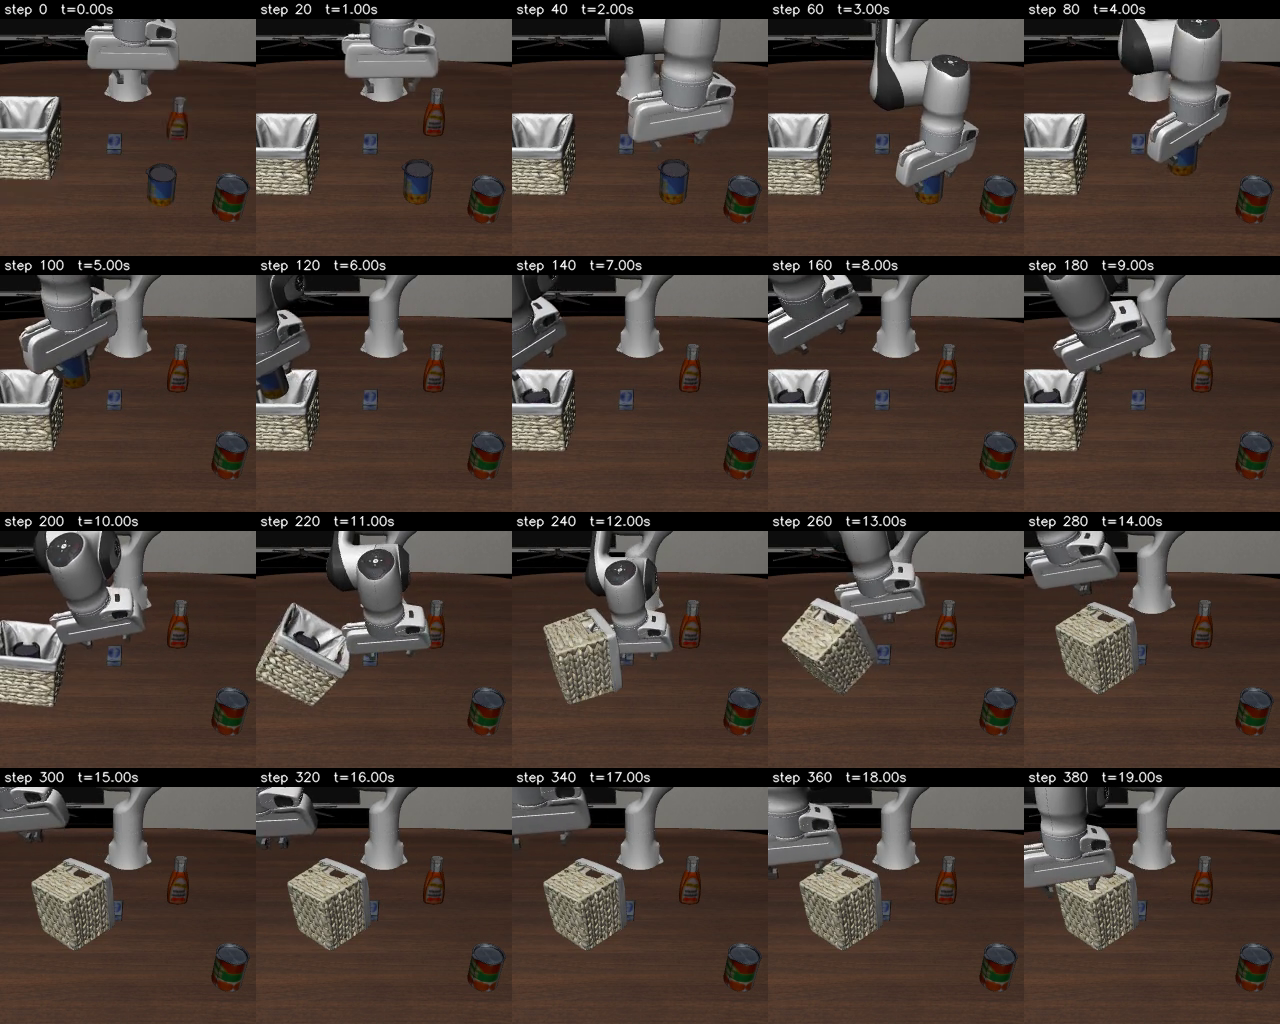 step 0 t=0.00s
step 20 t=1.00s
step 40 t=2.00s
step 60 t=3.00s
step 80 t=4.00s
step 100 t=5.00s
step 120 t=6.00s
step 140 t=7.00s
step 160 t=8.00s
step 180 t=9.00s
step 200 t=10.00s
step 220 t=11.00s
step 240 t=12.00s
step 260 t=13.00s
step 280 t=14.00s
step 300 t=15.00s
step 320 t=16.00s
step 340 t=17.00s
step 360 t=18.00s
step 380 t=19.00s